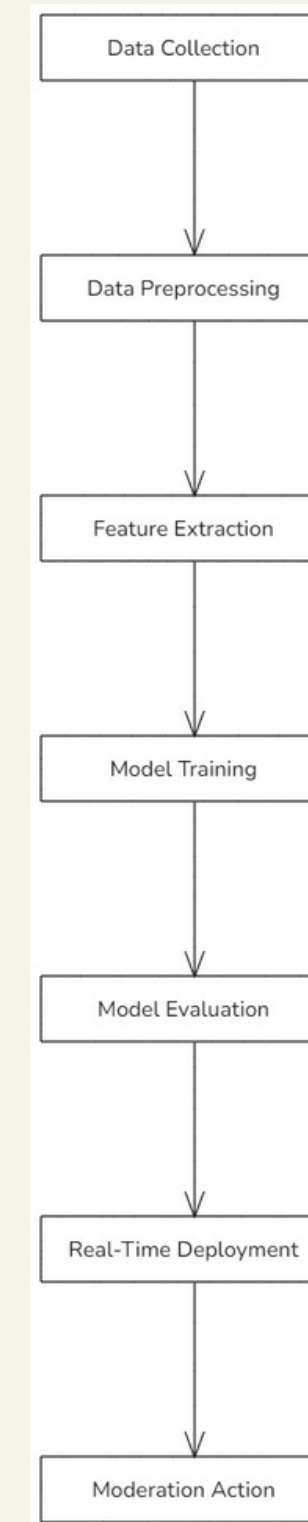 Data Collection
Data Preprocessing
Feature Extraction
Model Training
Model Evaluation
Real-Time Deployment
Moderation Action